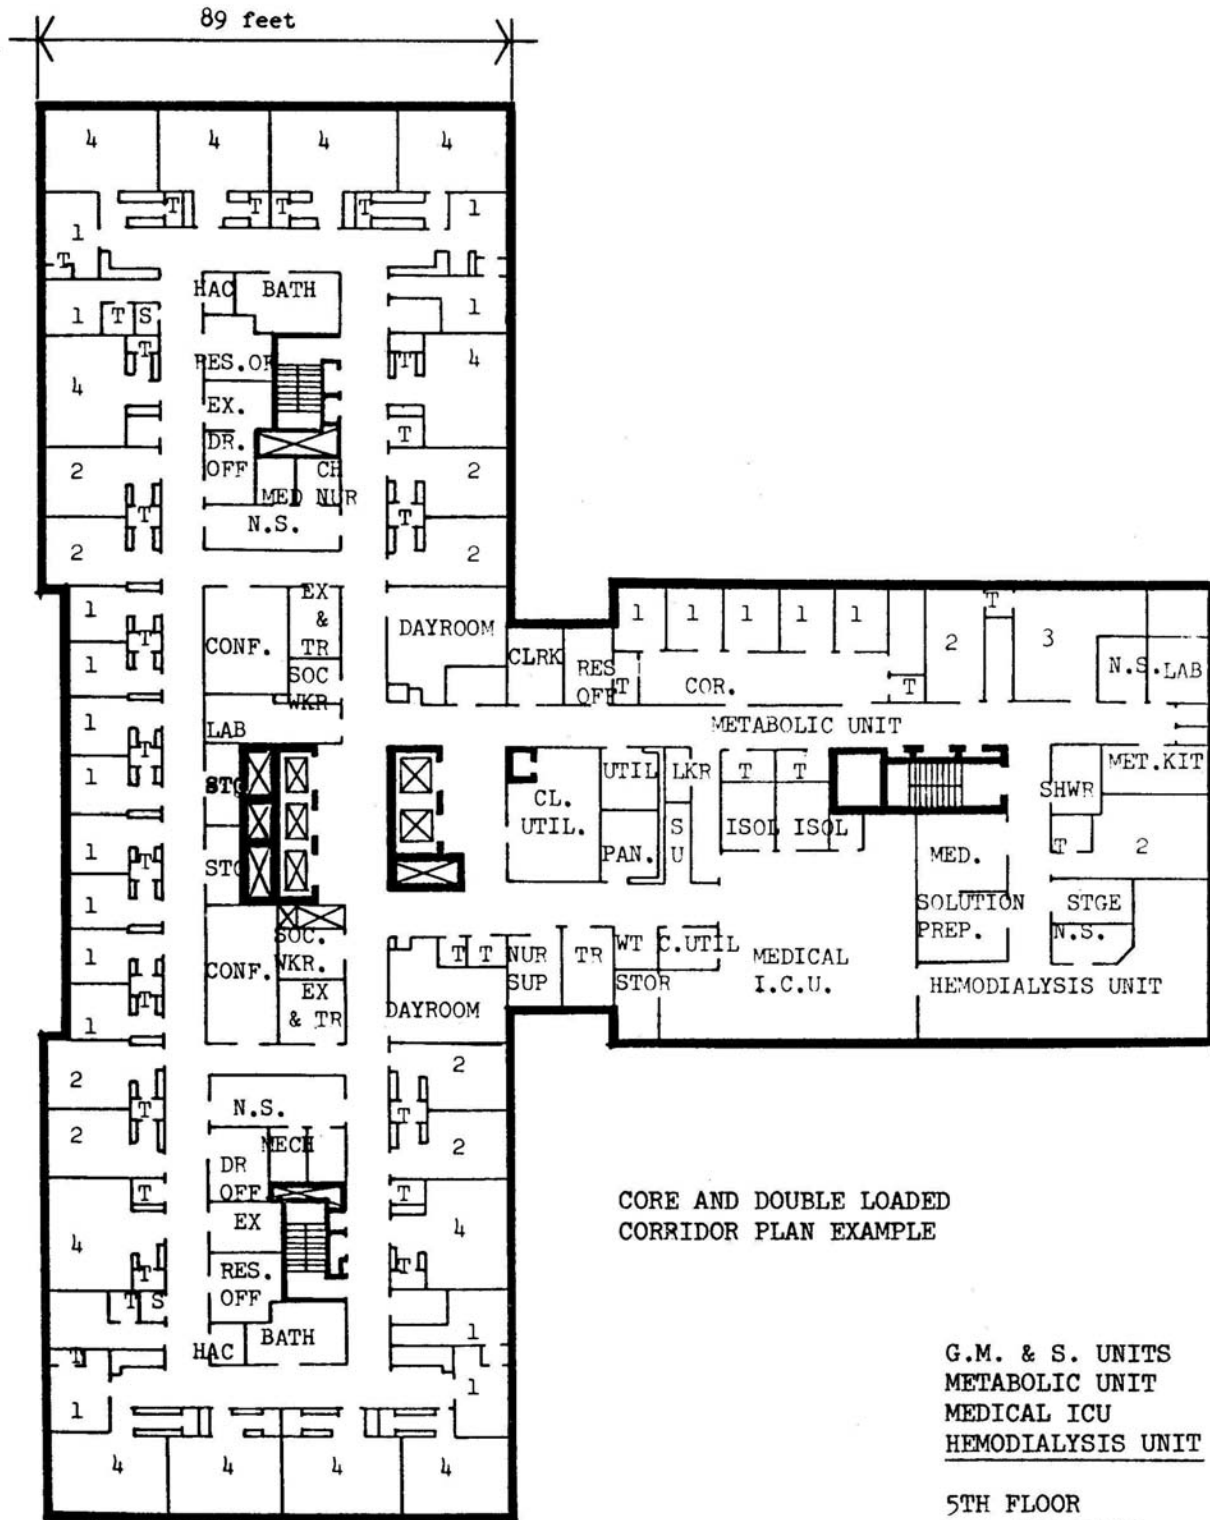 89 feet
4 4 4 4
T T T T
1 1
T
HAC BATH
1 T S 1
T T
RES.OF
4 4
EX.
DR. OFF
T
CH NUR
2 2
MED
T N.S. T
2 2
1 EX & TR
T CONF. DAYROOM
1 SOC WKR
CLRK RES OFF
1 1 1 1 1 2 T 3
N.S. LAB
T COR. T
1 LAB
METABOLIC UNIT
T
1 STO
CL. UTIL.
UTIL LKR T T
SHWR MET.KIT
1 STO
T
PAN. S U ISOL ISOL
MED. T 2
1
SOLUTION PREP.
STGE
N.S.
SOC. WKR.
1 CONF. T T NUR SUP TR WT C.UTIL
STOR
MEDICAL I.C.U.
HEMODIALYSIS UNIT
T EX & TR DAYROOM
1
2 2
T N.S. T
2 MECH 2
DR OFF
T T
EX
4 4
RES. OFF
T T
T S
1
HAC BATH
T
1 1
4 4 4 4
CORE AND DOUBLE LOADED
CORRIDOR PLAN EXAMPLE
G.M. & S. UNITS
METABOLIC UNIT
MEDICAL ICU
HEMODIALYSIS UNIT
5TH FLOOR